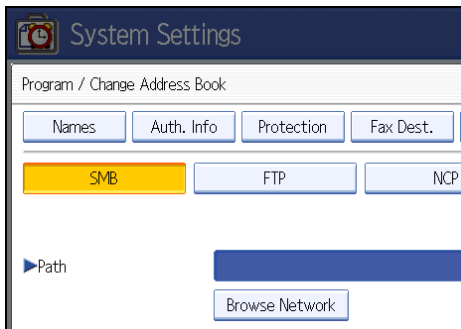 System Settings
Program / Change Address Book
Names Auth. Info Protection Fax Dest.
SMB FTP NCP
▶Path
Browse Network